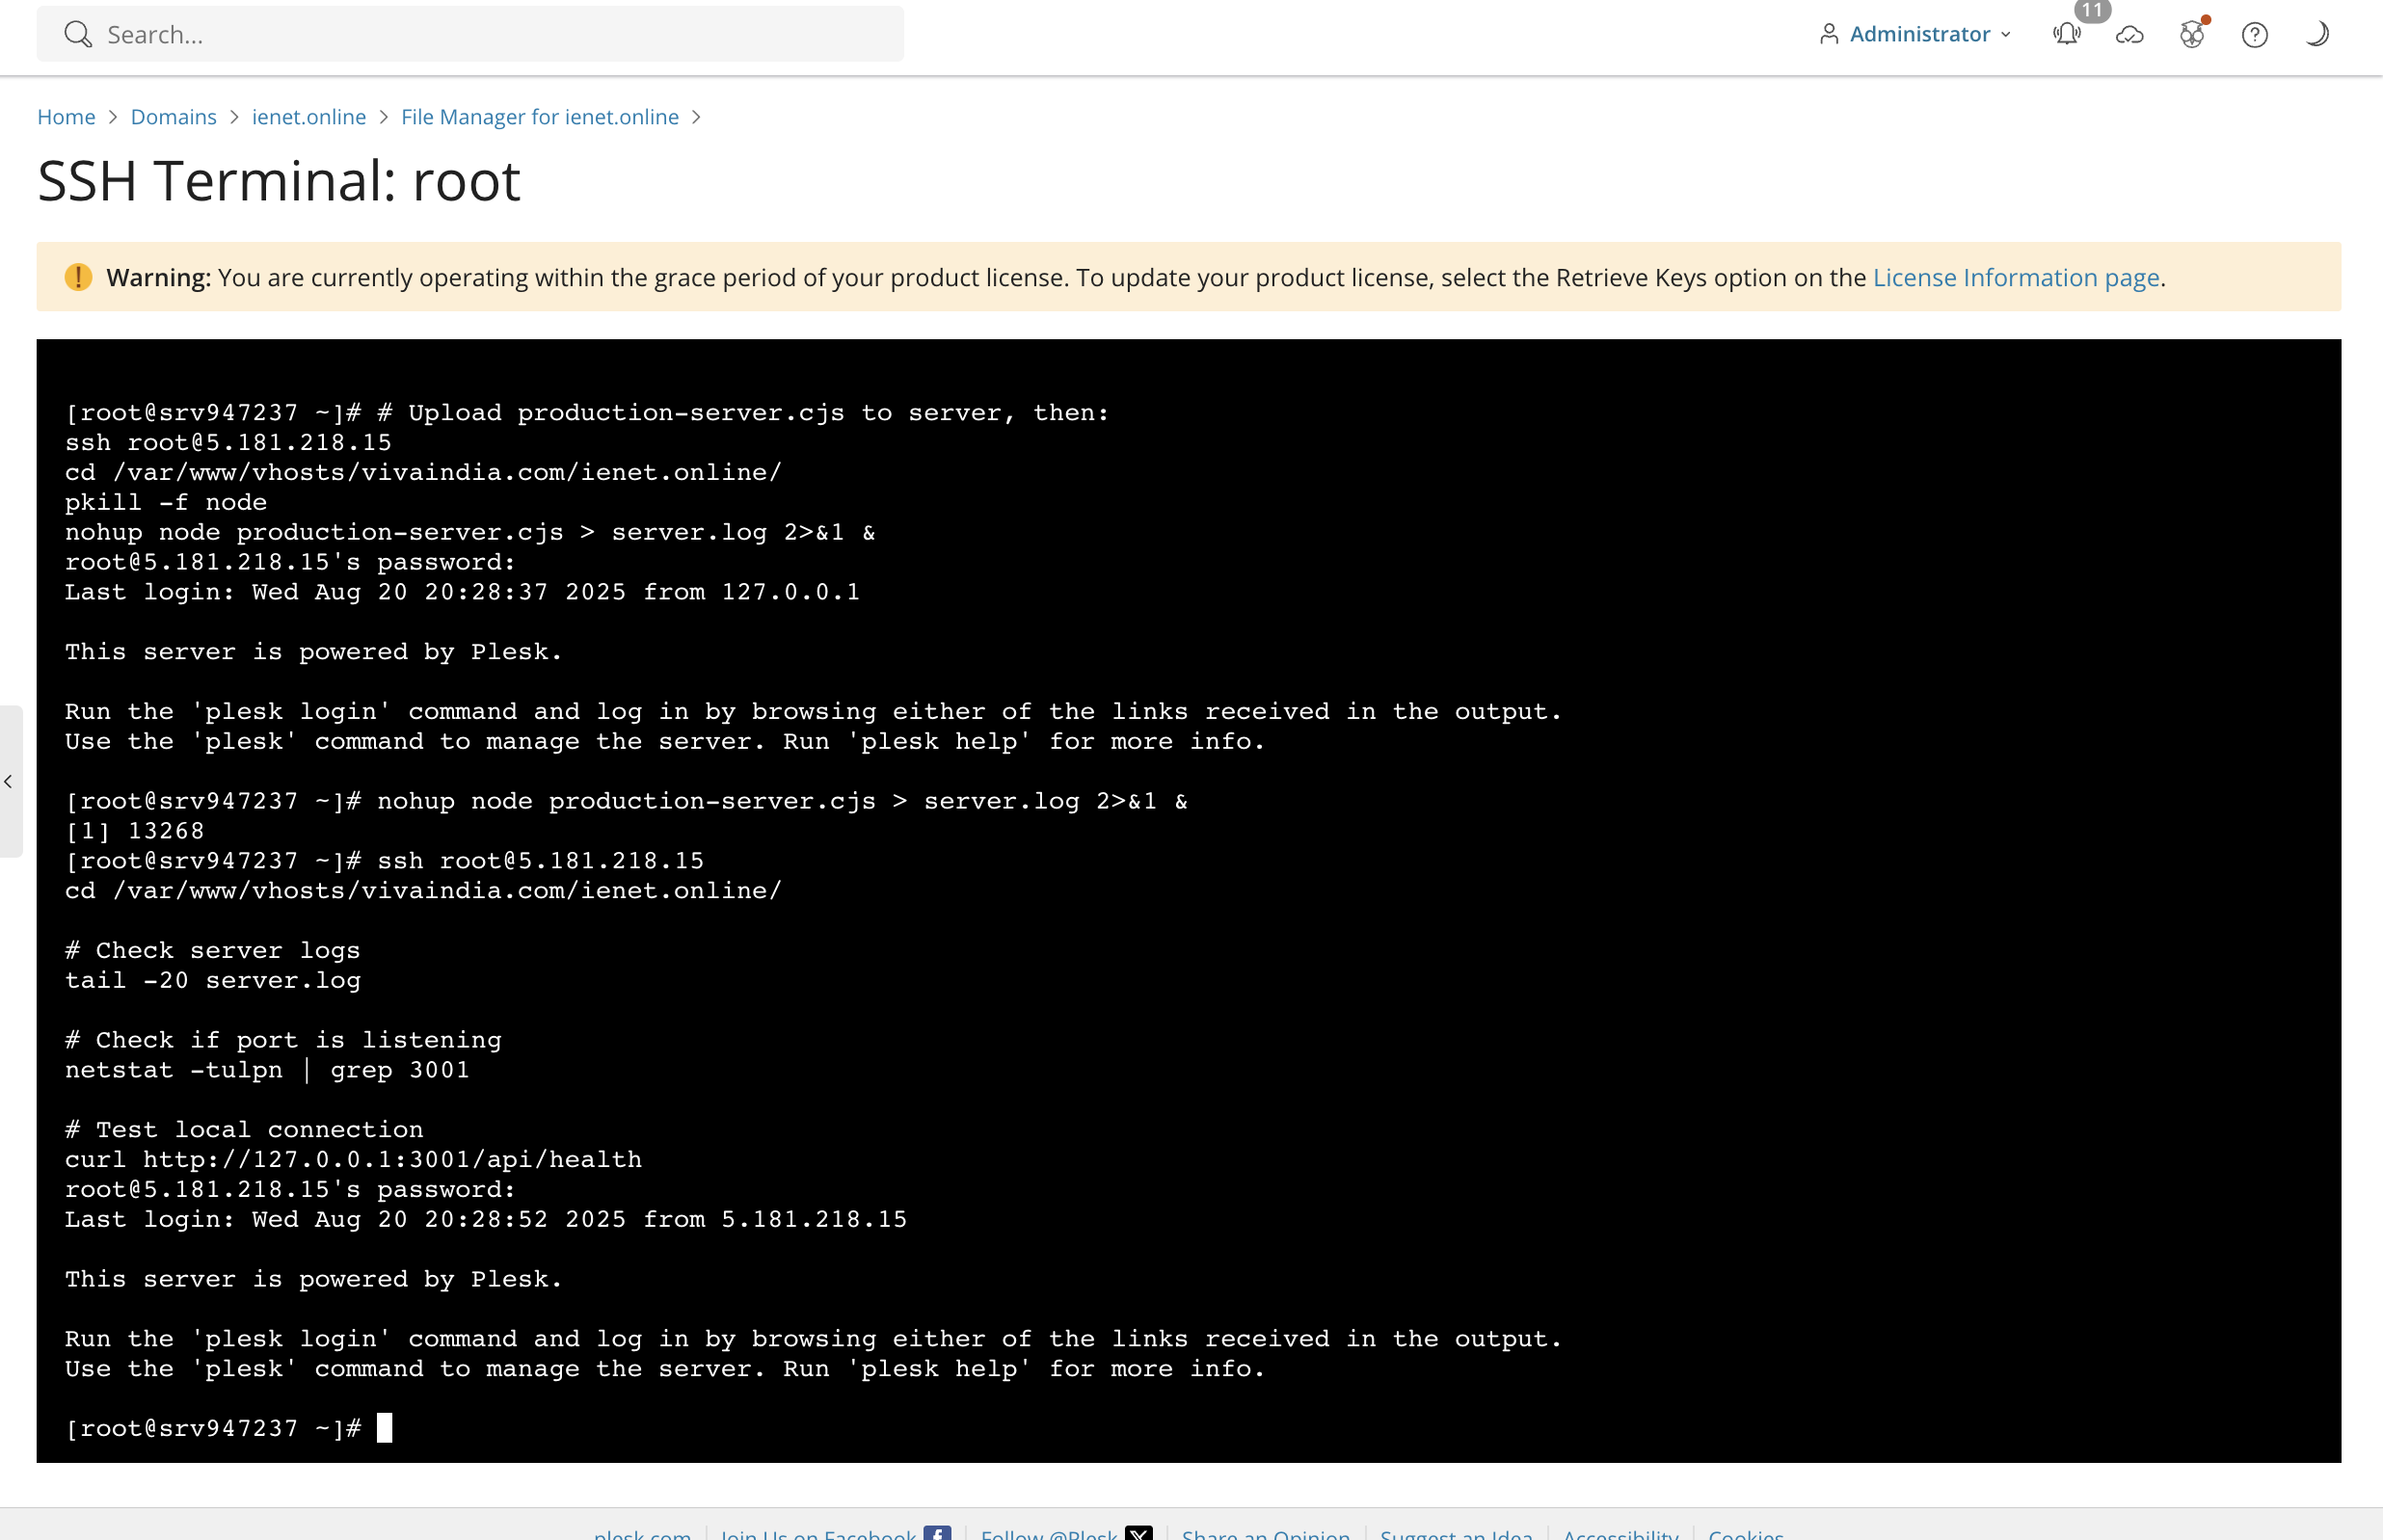 Search...
Administrator
11
Home > Domains > ienet.online > File Manager for ienet.online >
SSH Terminal: root
Warning: You are currently operating within the grace period of your product license. To update your product license, select the Retrieve Keys option on the License Information page.
[root@srv947237 ~]# # Upload production-server.cjs to server, then:
ssh root@5.181.218.15
cd /var/www/vhosts/vivaindia.com/ienet.online/
pkill -f node
nohup node production-server.cjs > server.log 2>&1 &
root@5.181.218.15's password:
Last login: Wed Aug 20 20:28:37 2025 from 127.0.0.1
This server is powered by Plesk.
Run the 'plesk login' command and log in by browsing either of the links received in the output.
Use the 'plesk' command to manage the server. Run 'plesk help' for more info.
[root@srv947237 ~]# nohup node production-server.cjs > server.log 2>&1 &
[1] 13268
[root@srv947237 ~]# ssh root@5.181.218.15
cd /var/www/vhosts/vivaindia.com/ienet.online/
# Check server logs
tail -20 server.log
# Check if port is listening
netstat -tulpn | grep 3001
# Test local connection
curl http://127.0.0.1:3001/api/health
root@5.181.218.15's password:
Last login: Wed Aug 20 20:28:52 2025 from 5.181.218.15
This server is powered by Plesk.
Run the 'plesk login' command and log in by browsing either of the links received in the output.
Use the 'plesk' command to manage the server. Run 'plesk help' for more info.
[root@srv947237 ~]#
plesk.com Join Us on Facebook Follow @Plesk Share an Opinion Suggest an Idea Accessibility Cookies